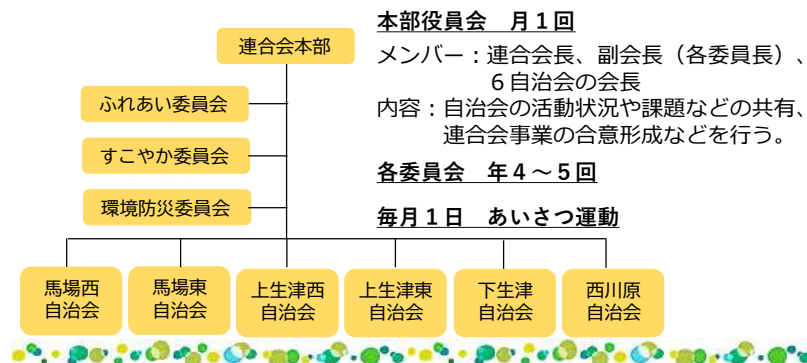 連合会本部
ふれあい委員会
すこやか委員会
環境防災委員会
本部役員会　月１回
メンバー：連合会長、副会長（各委員長）、
６自治会の会長
内容：自治会の活動状況や課題などの共有、
連合会事業の合意形成などを行う。
各委員会　年４～５回
毎月１日　あいさつ運動
馬場西
自治会
馬場東
自治会
上生津西
自治会
上生津東
自治会
下生津
自治会
西川原
自治会